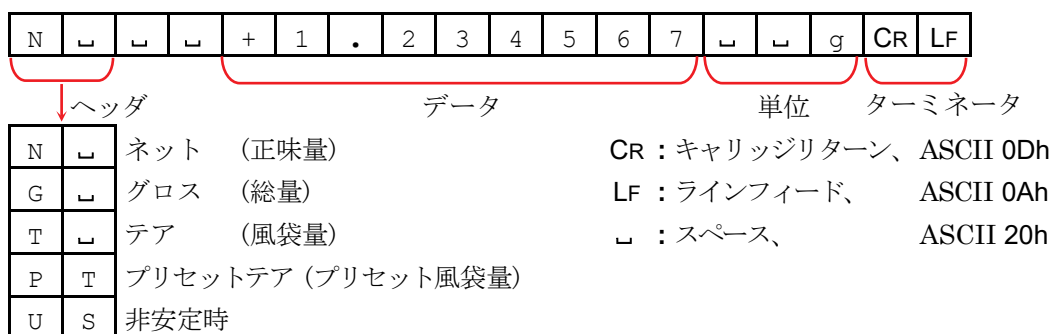 N ␣ ␣ ␣ + 1 . 2 3 4 5 6 7 ␣ ␣ g CR LF
ヘッダ データ 単位 ターミネータ
N ␣ ネット (正味量) CR : キャリッジリターン、 ASCII 0Dh
G ␣ グロス (総量) LF : ラインフィード、 ASCII 0Ah
T ␣ テア (風袋量) ␣ : スペース、 ASCII 20h
P T プリセットテア (プリセット風袋量)
U S 非安定時